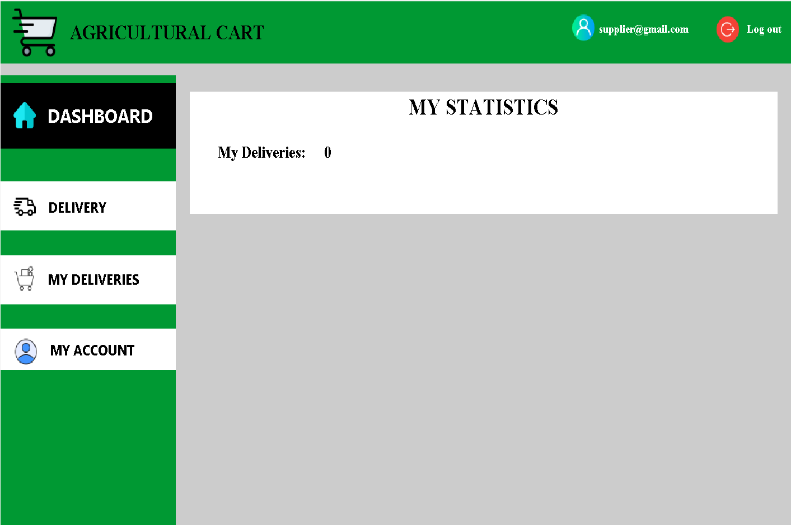 AGRICULTURAL CART
supplier@gmail.com
Log out
DASHBOARD
MY STATISTICS
My Deliveries: 0
DELIVERY
MY DELIVERIES
MY ACCOUNT